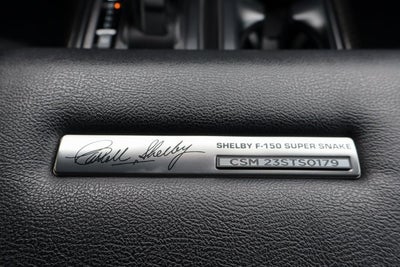 Carroll Shelby
SHELBY F-150 SUPER SNAKE
CSM 23STS0179